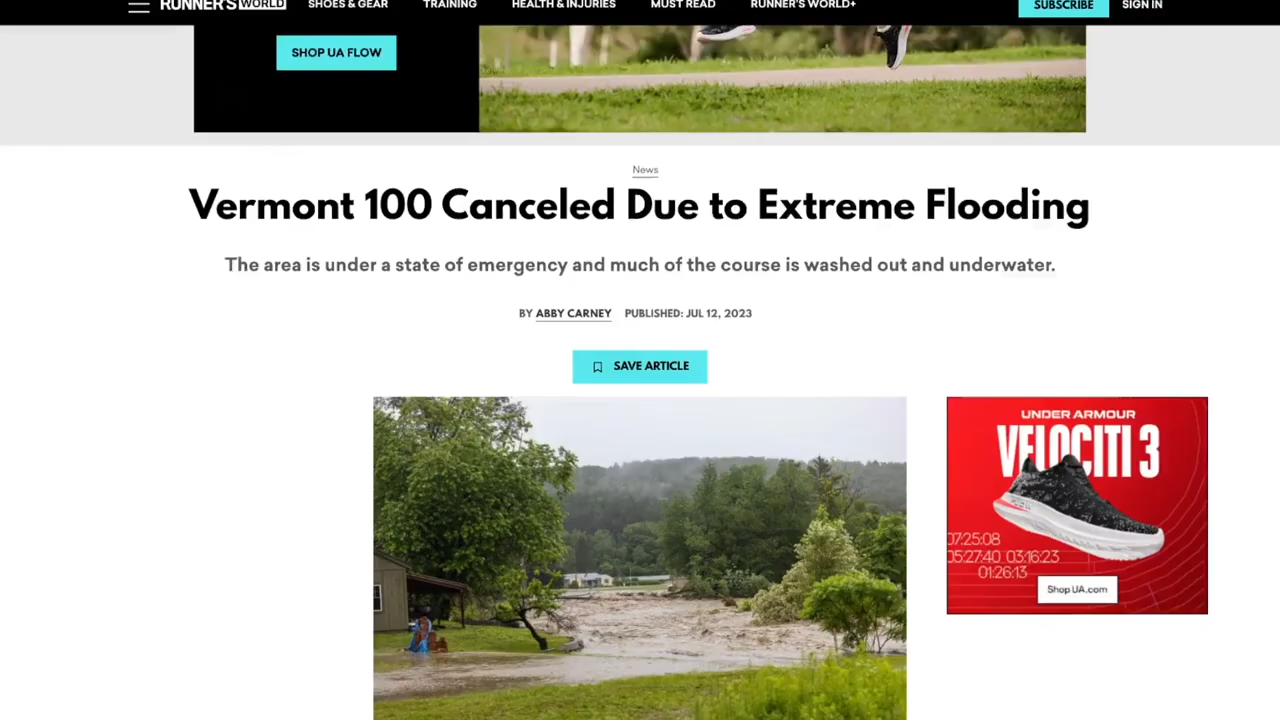 RUNNER'S WORLD
SHOES & GEAR
TRAINING
HEALTH & INJURIES
MUST READ
RUNNER'S WORLD+
SUBSCRIBE
SIGN IN
SHOP UA FLOW
News
Vermont 100 Canceled Due to Extreme Flooding
The area is under a state of emergency and much of the course is washed out and underwater.
BY ABBY CARNEY PUBLISHED: JUL 12, 2023
SAVE ARTICLE
UNDER ARMOUR
VELOCITI 3
07:25:08
05:27:40 03:16:23
01:26:13
Shop UA.com